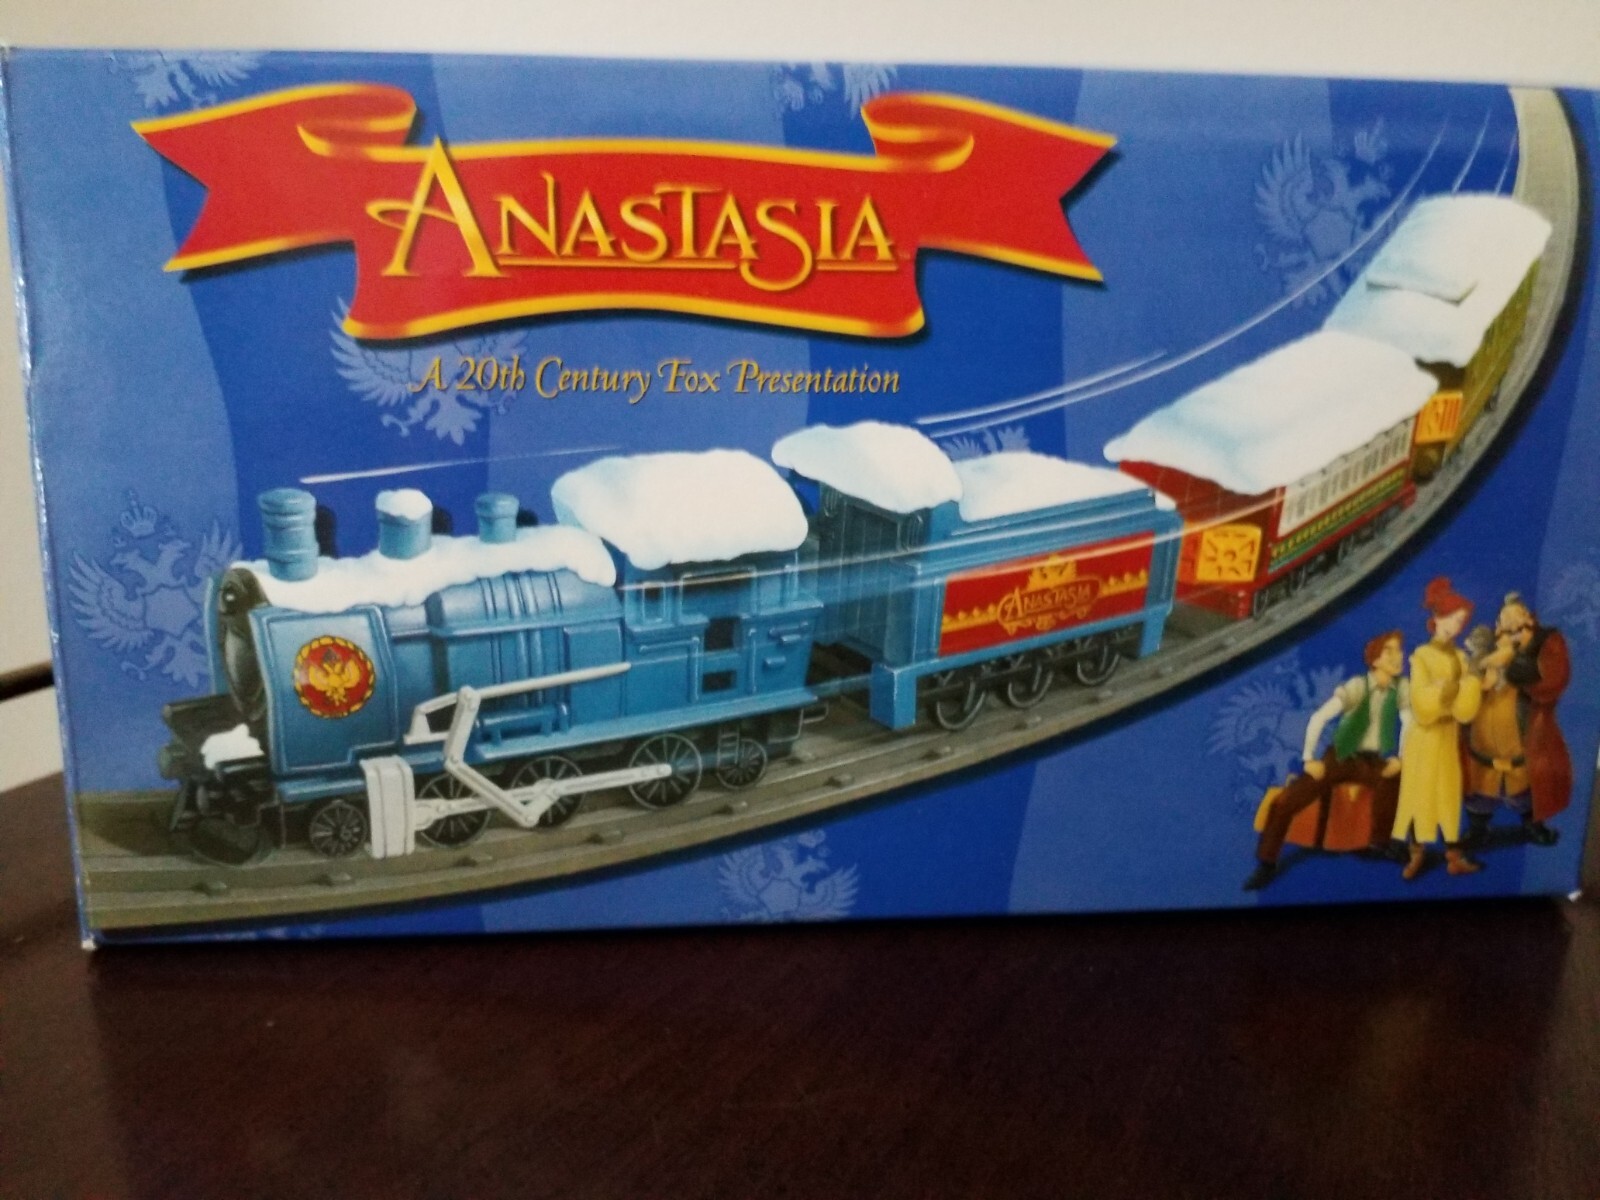 ANASTASIA
A 20th Century Fox Presentation
ANASTASIA